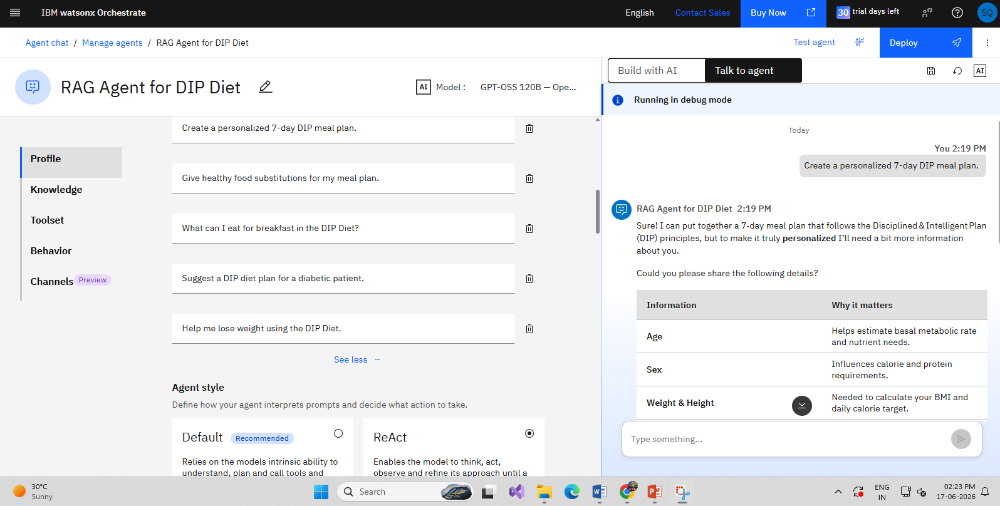 IBM watsonx Orchestrate
English
Contact Sales
Buy Now
30 trial days left
SQ
Agent chat / Manage agents / RAG Agent for DIP Diet
Test agent
Deploy
RAG Agent for DIP Diet
AI Model :
GPT-OSS 120B — Ope...
Build with AI
Talk to agent
AI
Running in debug mode
Profile
Knowledge
Toolset
Behavior
Channels Preview
Create a personalized 7-day DIP meal plan.
Give healthy food substitutions for my meal plan.
What can I eat for breakfast in the DIP Diet?
Suggest a DIP diet plan for a diabetic patient.
Help me lose weight using the DIP Diet.
See less
Agent style
Define how your agent interprets prompts and decide what action to take.
Default Recommended
Relies on the models intrinsic ability to
understand, plan and call tools and
ReAct
Enables the model to think, act,
observe and refine its approach until a
Today
You 2:19 PM
Create a personalized 7-day DIP meal plan.
RAG Agent for DIP Diet 2:19 PM
Sure! I can put together a 7-day meal plan that follows the Disciplined & Intelligent Plan
(DIP) principles, but to make it truly personalized I’ll need a bit more information
about you.
Could you please share the following details?
Information
Why it matters
Age
Helps estimate basal metabolic rate
and nutrient needs.
Sex
Influences calorie and protein
requirements.
Weight & Height
Needed to calculate your BMI and
daily calorie target.
Type something...
30°C
Sunny
Search
ENG
IN
02:23 PM
17-06-2026